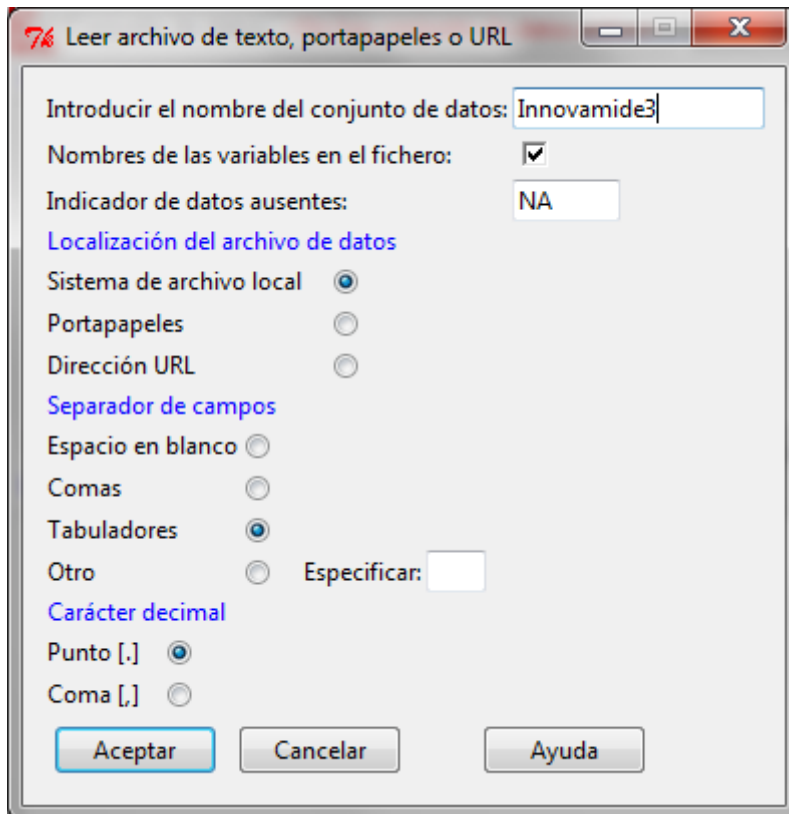 Leer archivo de texto, portapapeles o URL
Introducir el nombre del conjunto de datos: Innovamide3
Nombres de las variables en el fichero:
Indicador de datos ausentes: NA
Localización del archivo de datos
Sistema de archivo local
Portapapeles
Dirección URL
Separador de campos
Espacio en blanco
Comas
Tabuladores
Otro Especificar:
Carácter decimal
Punto [.]
Coma [,]
Aceptar Cancelar Ayuda